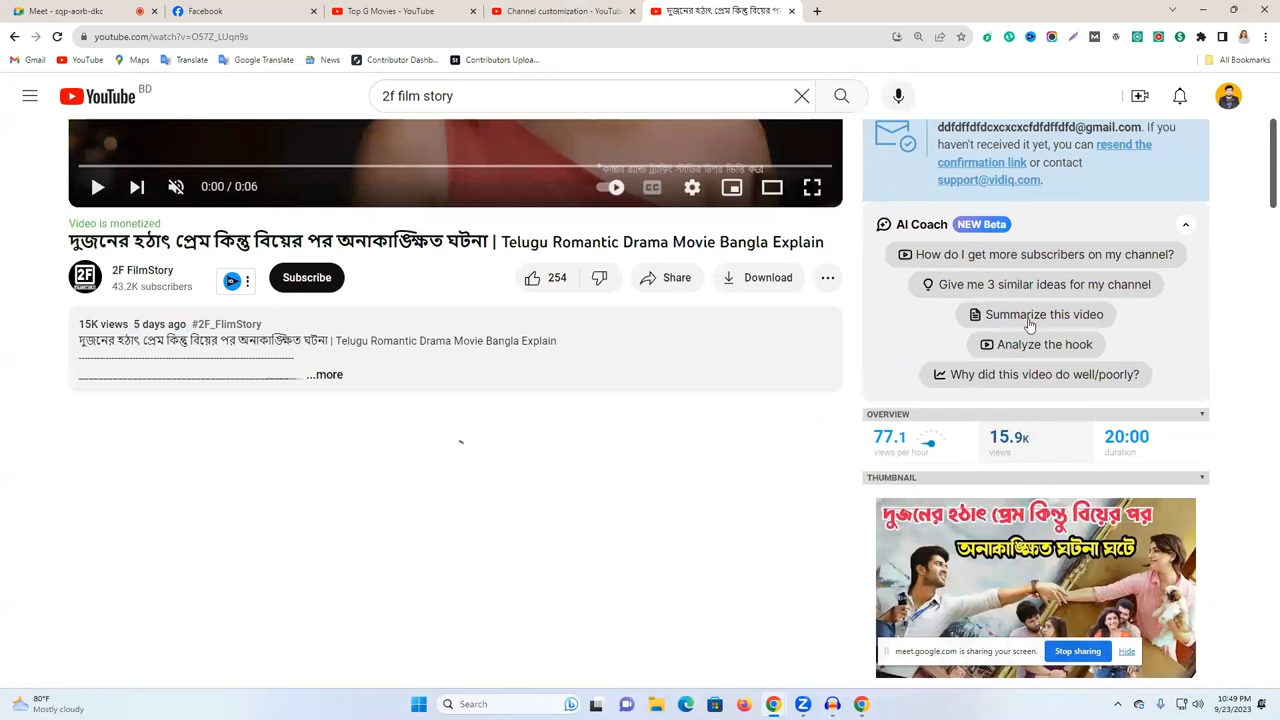 Meet - sqp-aorb-dkc
Facebook
Top G Movies - YouTube
Channel customization - YouTube
দুজনের হঠাৎ প্রেম কিন্তু বিয়ের পর
youtube.com/watch?v=O57Z_LUqn9s
Gmail
YouTube
Maps
Translate
Google Translate
News
Contributor Dashb...
Contributors Uploa...
All Bookmarks
YouTube BD
2f film story
ddfdffdfdcxcxcxcfdfdffdfd@gmail.com. If you
haven't received it yet, you can resend the
confirmation link or contact
support@vidiq.com.
0:00 / 0:06
Video is monetized
দুজনের হঠাৎ প্রেম কিন্তু বিয়ের পর অনাকাঙ্ক্ষিত ঘটনা | Telugu Romantic Drama Movie Bangla Explain
2F
2F FilmStory
43.2K subscribers
Subscribe
254
Share
Download
15K views 5 days ago #2F_FlimStory
দুজনের হঠাৎ প্রেম কিন্তু বিয়ের পর অনাকাঙ্ক্ষিত ঘটনা | Telugu Romantic Drama Movie Bangla Explain
...more
AI Coach NEW Beta
How do I get more subscribers on my channel?
Give me 3 similar ideas for my channel
Summarize this video
Analyze the hook
Why did this video do well/poorly?
OVERVIEW
77.1 15.9K 20:00
views per hour views duration
THUMBNAIL
দুজনের হঠাৎ প্রেম কিন্তু বিয়ের পর
অনাকাঙ্ক্ষিত ঘটনা ঘটে
meet.google.com is sharing your screen.
Stop sharing
Hide
80°F
Mostly cloudy
Search
10:49 PM
9/23/2023